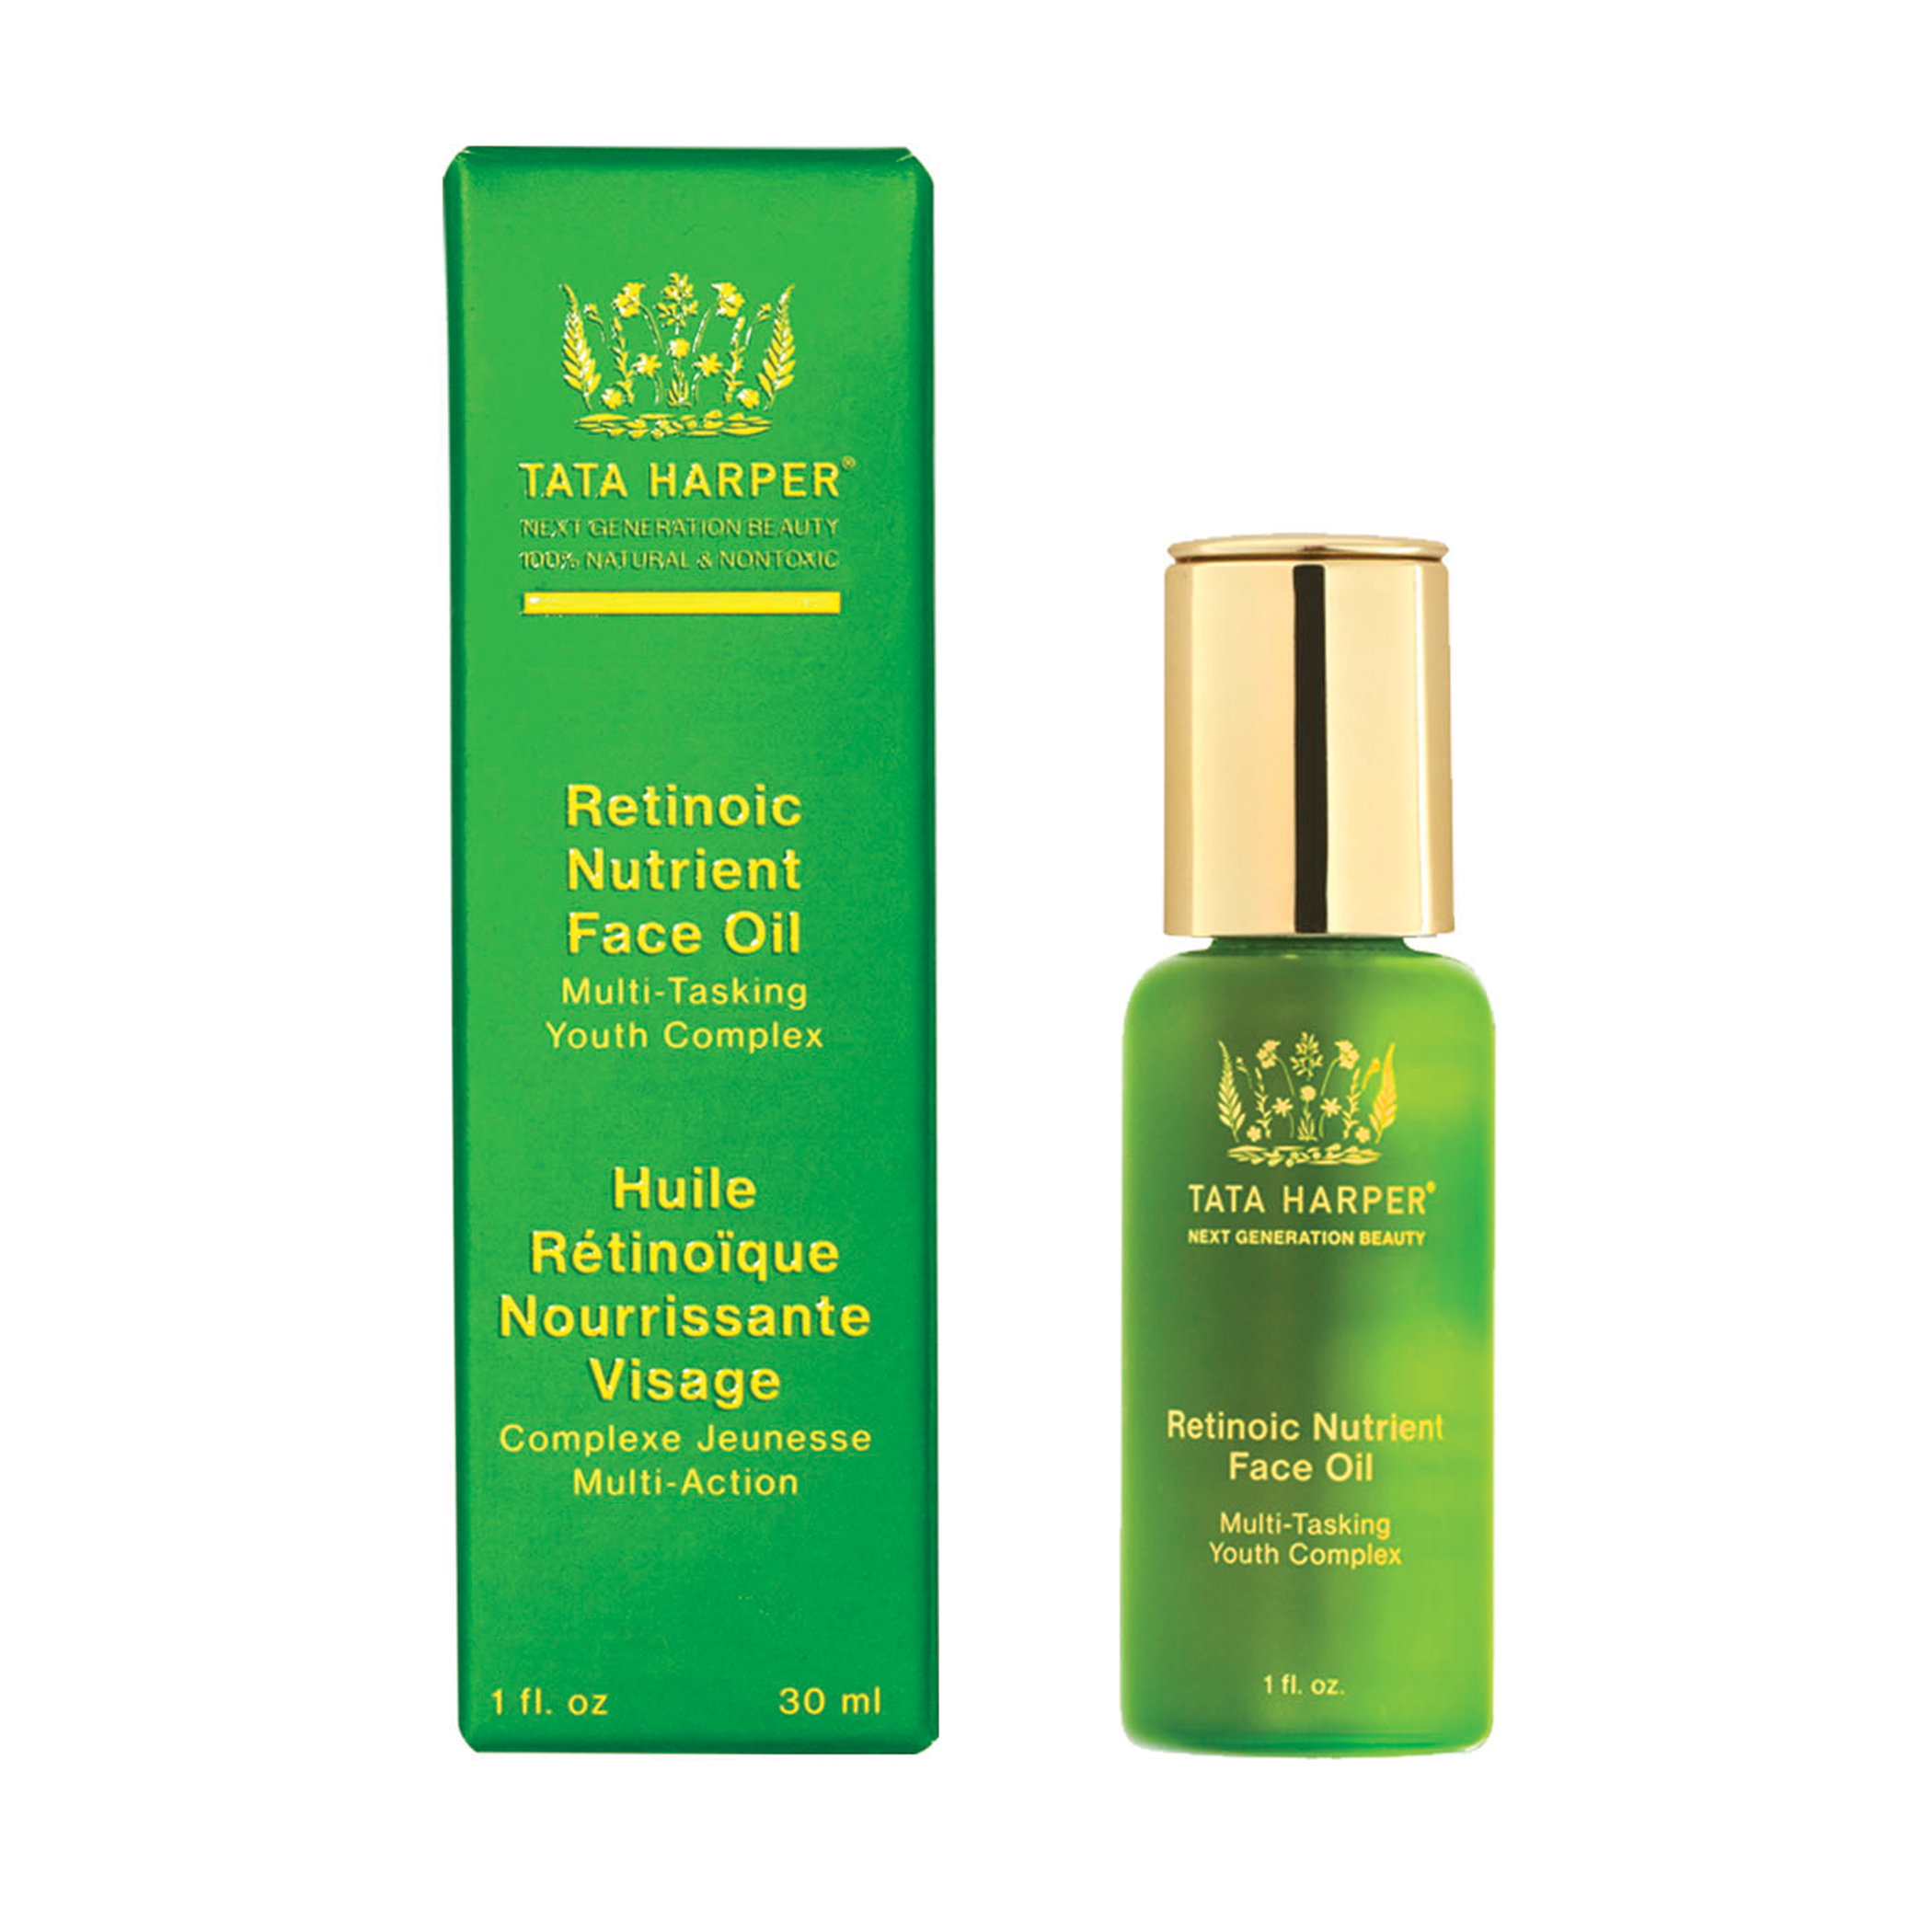 TATA HARPER®
NEXT GENERATION BEAUTY
100% NATURAL & NONTOXIC
Retinoic
Nutrient
Face Oil
Multi-Tasking
Youth Complex
Huile
Rétinoïque
Nourrissante
Visage
Complexe Jeunesse
Multi-Action
1 fl. oz 30 ml
TATA HARPER®
NEXT GENERATION BEAUTY
Retinoic Nutrient
Face Oil
Multi-Tasking
Youth Complex
1 fl. oz.